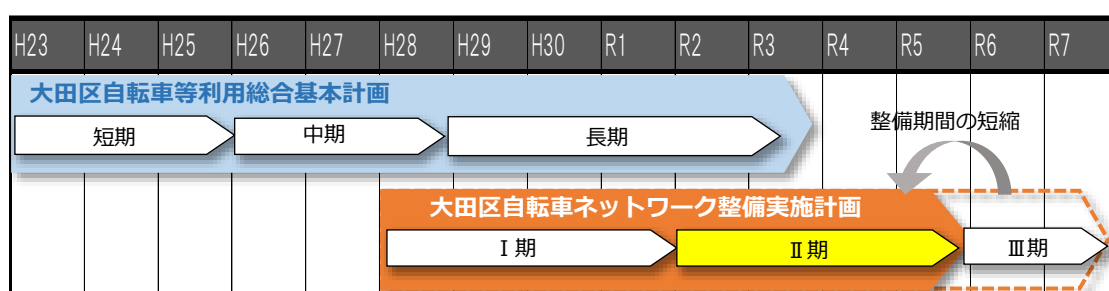 H23 H24 H25 H26 H27 H28 H29 H30 R1 R2 R3 R4 R5 R6 R7
大田区自転車等利用総合基本計画
短期 中期 長期
整備期間の短縮
大田区自転車ネットワーク整備実施計画
Ⅰ期 Ⅱ期 Ⅲ期